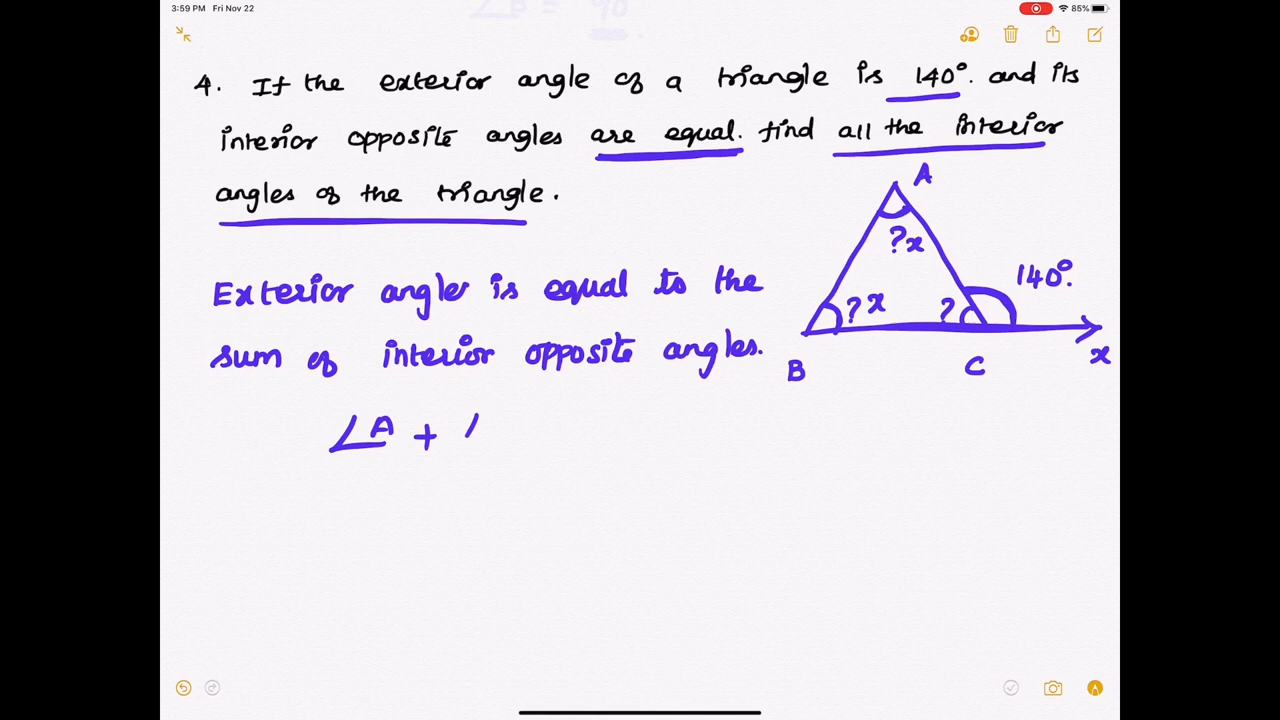 3:59 PM Fri Nov 22
85%
4. If the exterior angle of a triangle is 140°. and its
interior opposite angles are equal. find all the interior
angles of the triangle.
A
?x
140°.
?x
?
B
C
x
Exterior angle is equal to the
sum of interior opposite angles.
∠A +